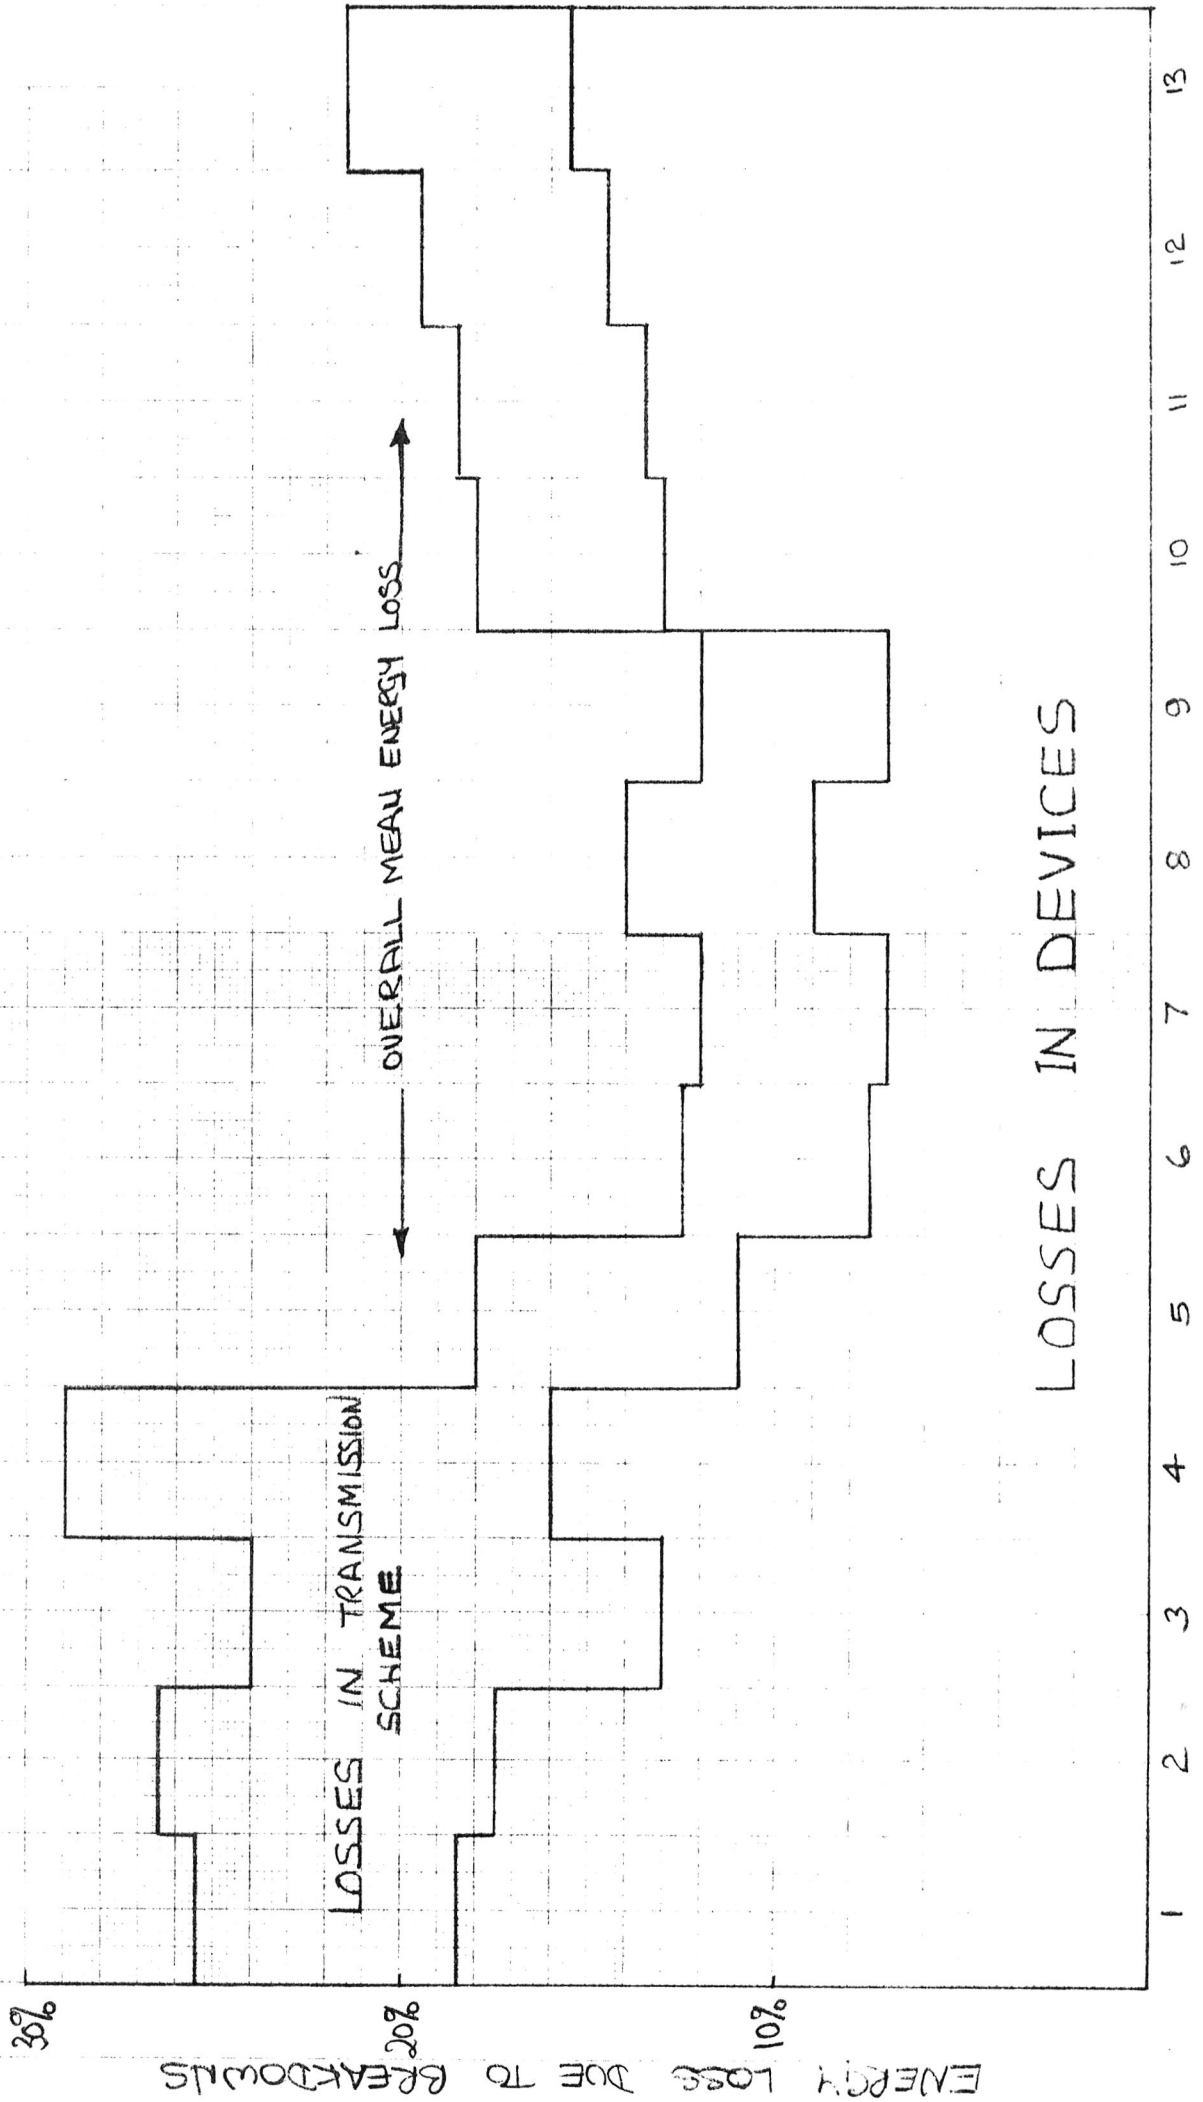 ENERGY LOSS DUE TO BREAKDOWNS
30%
20%
10%
OVERALL MEAN ENERGY LOSS
LOSSES IN TRANSMISSION
SCHEME
LOSSES IN DEVICES
1 2 3 4 5 6 7 8 9 10 11 12 13